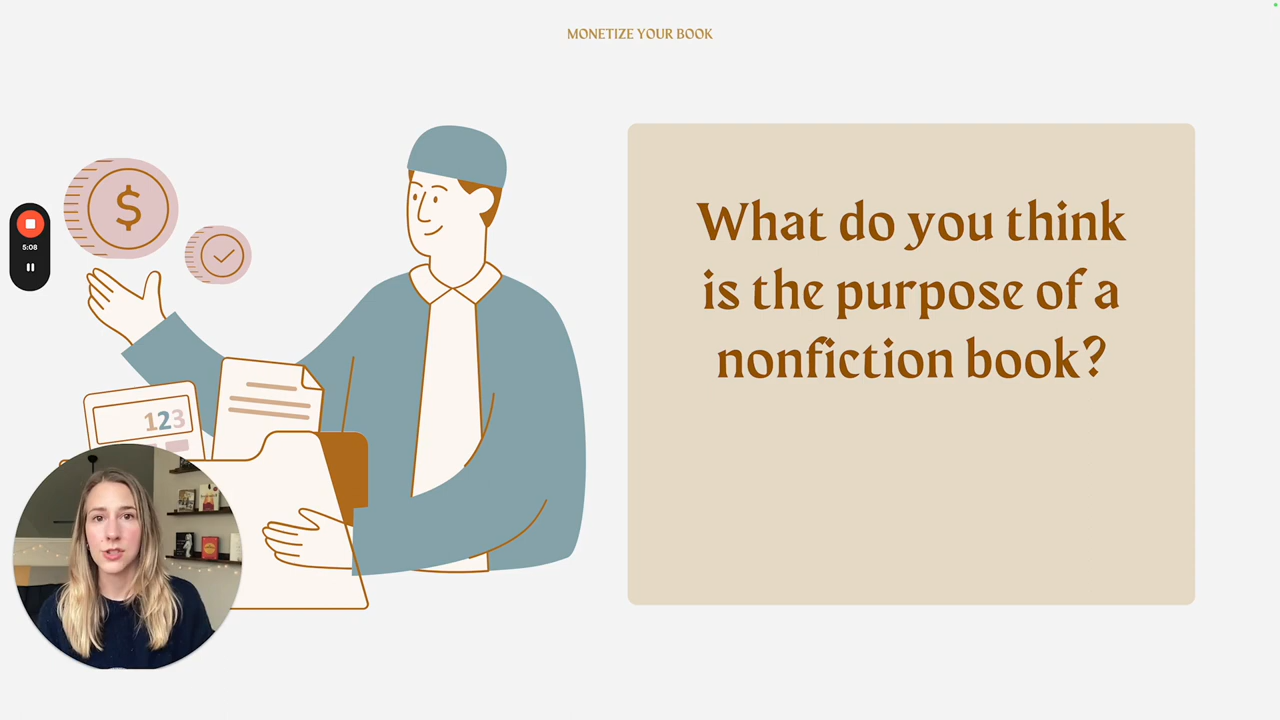 MONETIZE YOUR BOOK
$
5:08
What do you think
is the purpose of a
nonfiction book?
123